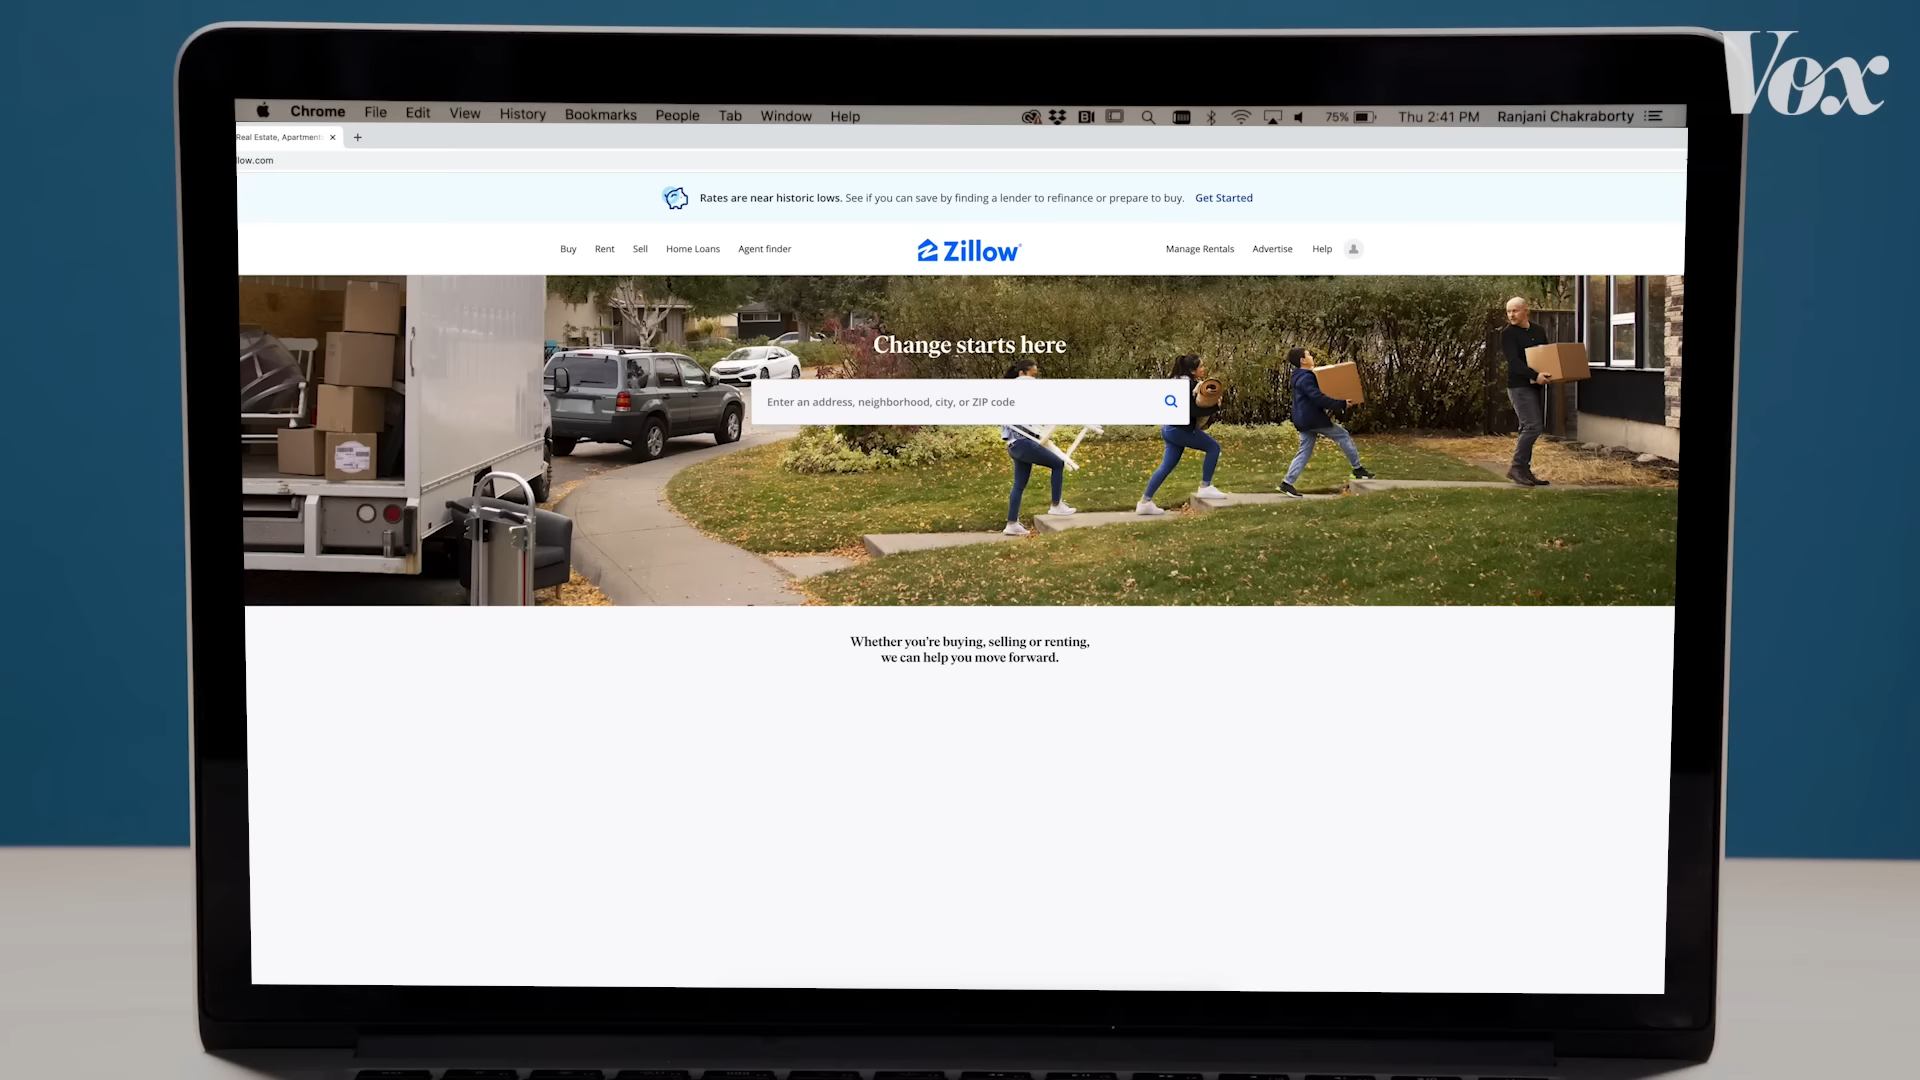 Vox
Chrome File Edit View History Bookmarks People Tab Window Help 75% Thu 2:41 PM Ranjani Chakraborty
Real Estate, Apartment
llow.com
Rates are near historic lows. See if you can save by finding a lender to refinance or prepare to buy. Get Started
Buy Rent Sell Home Loans Agent finder Zillow Manage Rentals Advertise Help
Change starts here
Enter an address, neighborhood, city, or ZIP code
Whether you're buying, selling or renting,
we can help you move forward.